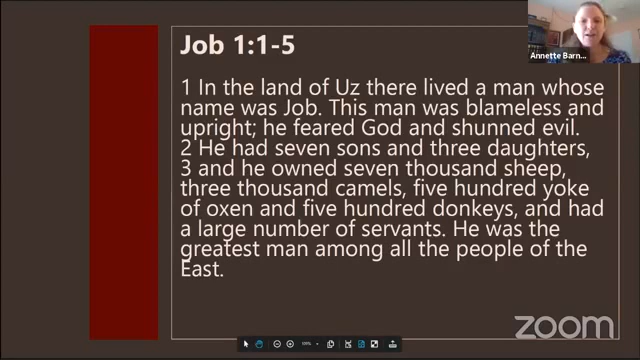 Job 1:1-5
Annette Barn...
1 In the land of Uz there lived a man whose
name was Job. This man was blameless and
upright; he feared God and shunned evil.
2 He had seven sons and three daughters,
3 and he owned seven thousand sheep,
three thousand camels, five hundred yoke
of oxen and five hundred donkeys, and had
a large number of servants. He was the
greatest man among all the people of the
East.
zoom